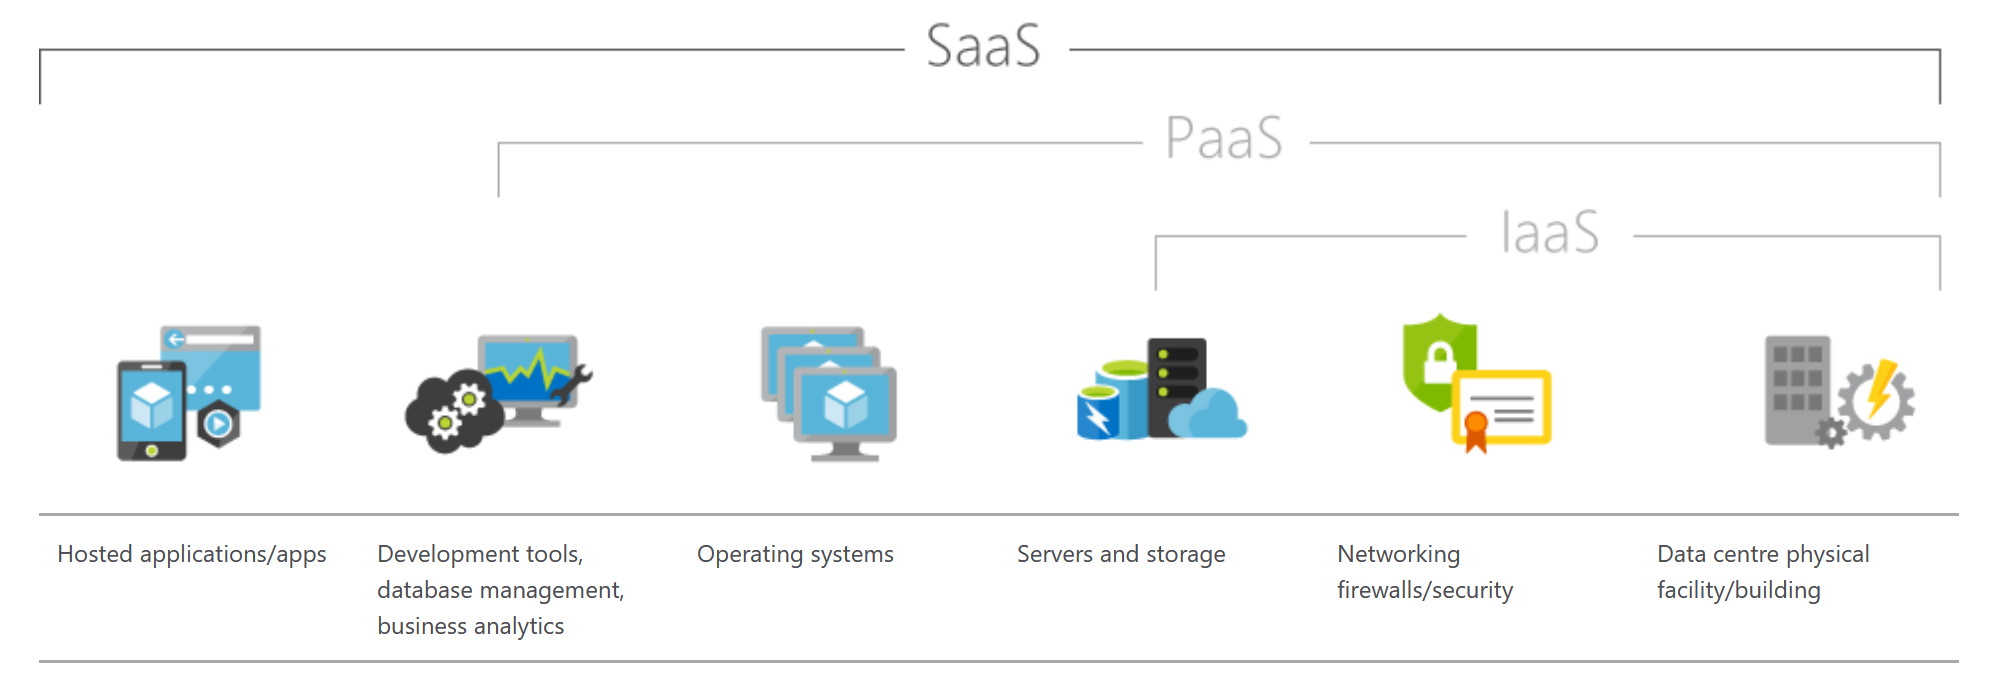 SaaS
PaaS
IaaS
Hosted applications/apps
Development tools,
database management,
business analytics
Operating systems
Servers and storage
Networking
firewalls/security
Data centre physical
facility/building